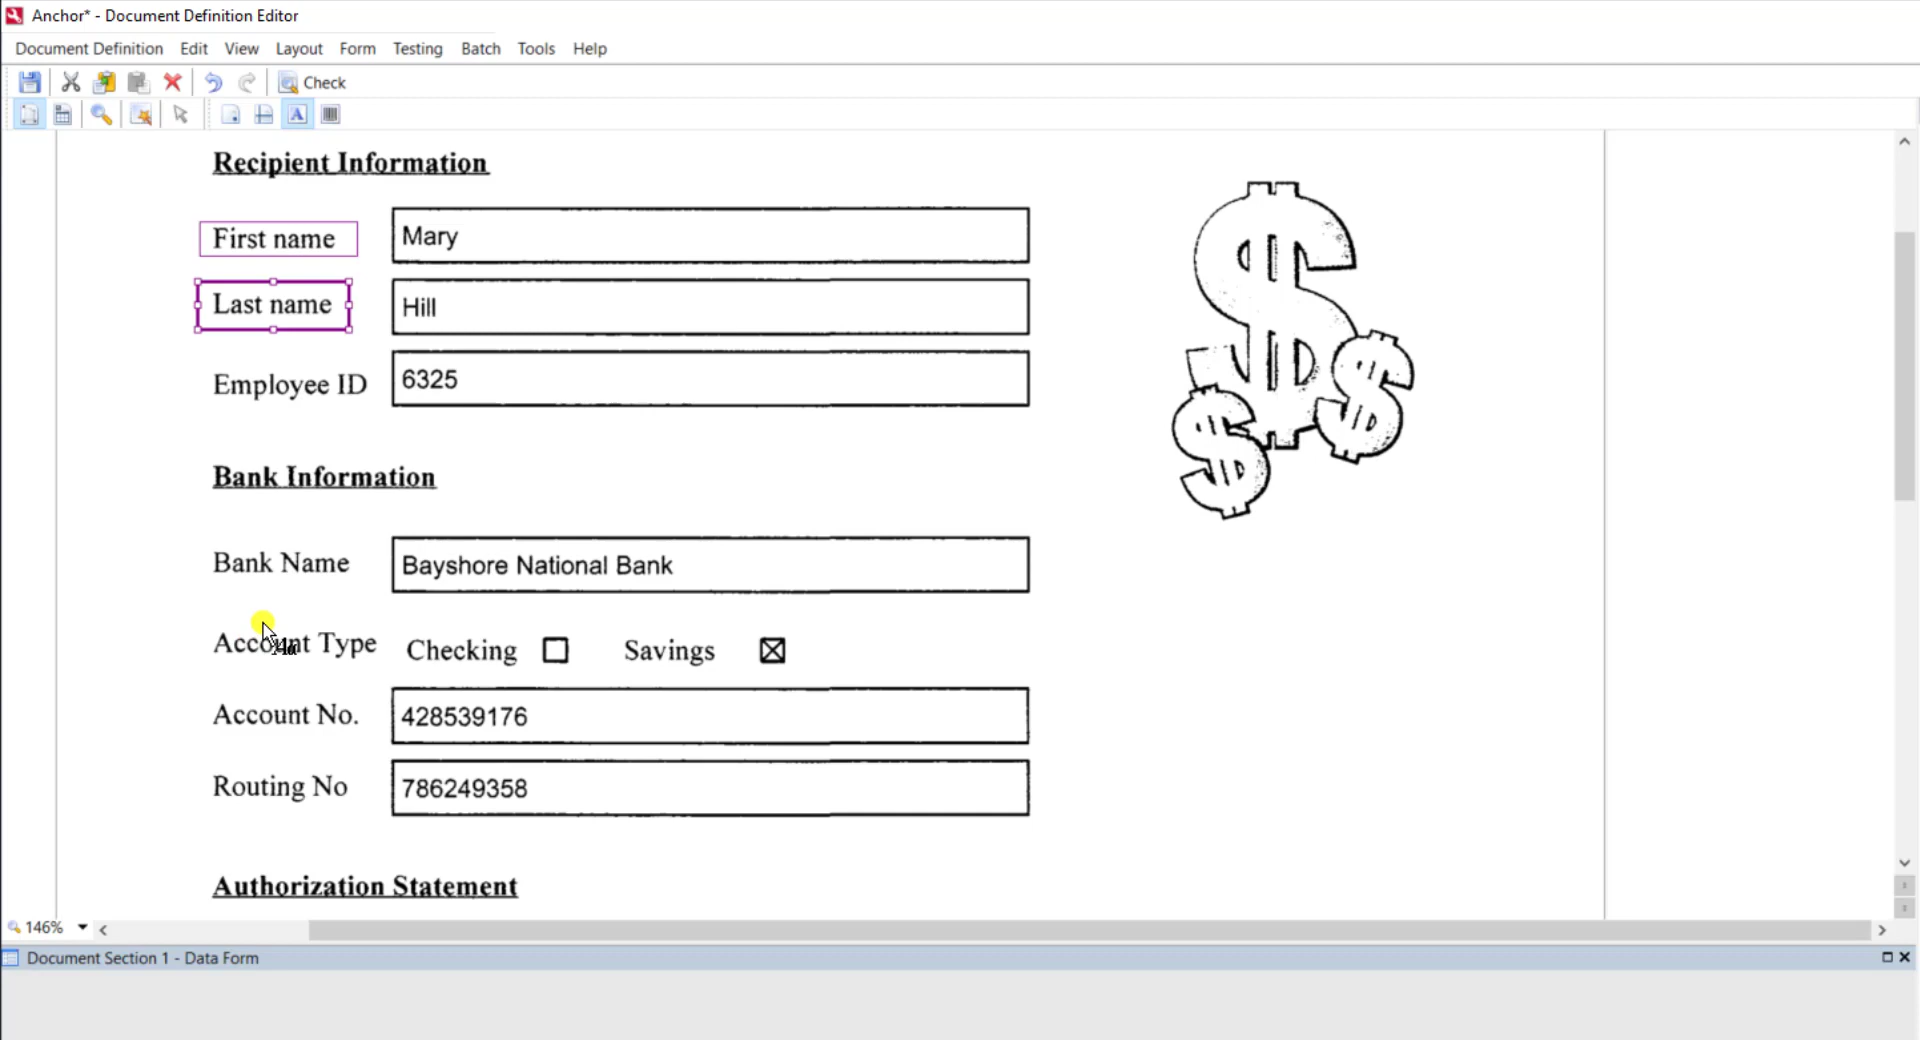 Anchor* - Document Definition Editor
Document Definition Edit View Layout Form Testing Batch Tools Help
Check
A
Recipient Information
First name Mary
Last name Hill
Employee ID 6325
Bank Information
Bank Name Bayshore National Bank
Account Type Checking Savings
Account No. 428539176
Routing No 786249358
Authorization Statement
146%
Document Section 1 - Data Form